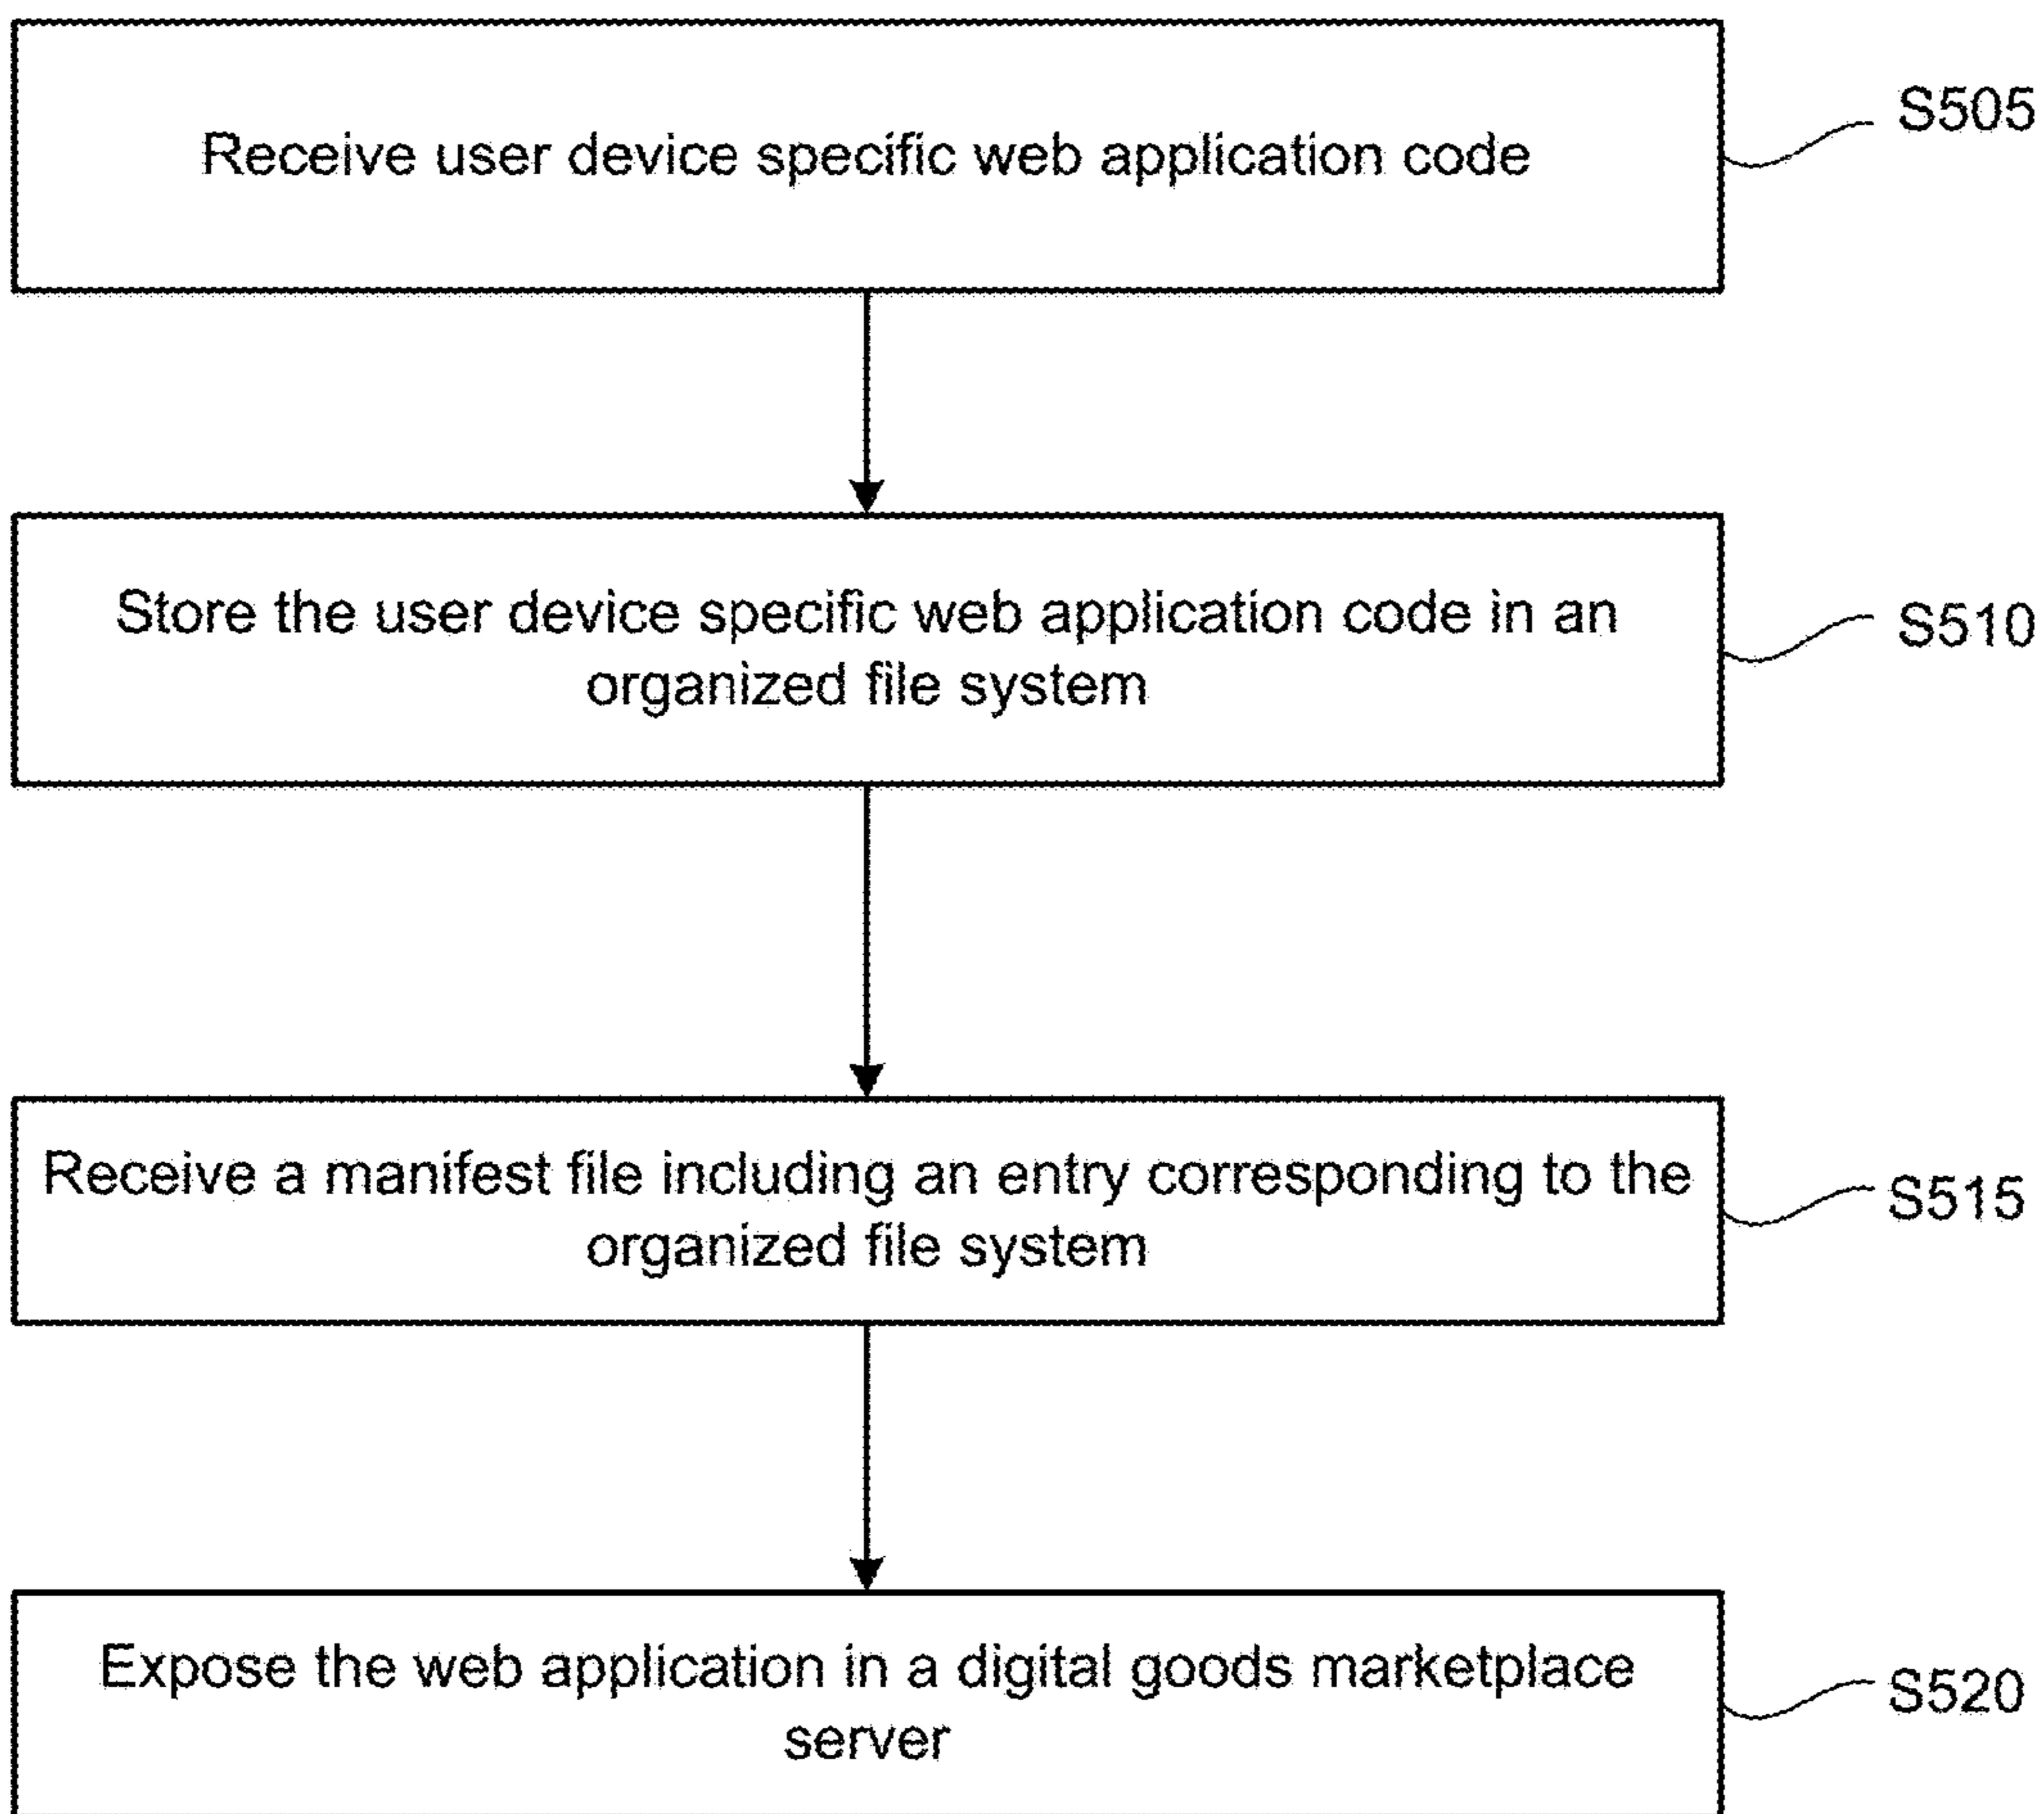 Receive user device specific web application code
S505
Store the user device specific web application code in an
organized file system
S510
Receive a manifest file including an entry corresponding to the
organized file system
S515
Expose the web application in a digital goods marketplace
server
S520